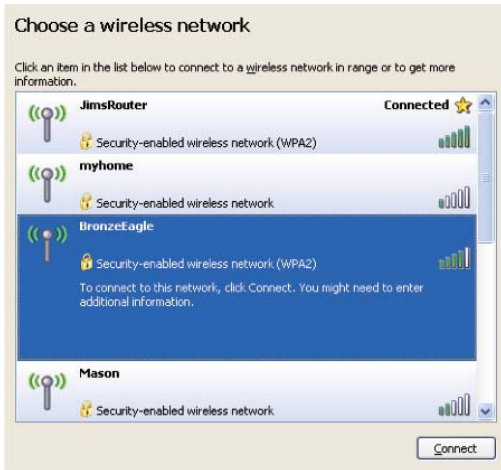 Choose a wireless network
Click an item in the list below to connect to a wireless network in range or to get more
information.
JimsRouter Connected
Security-enabled wireless network (WPA2)
myhome
Security-enabled wireless network
BronzeEagle
Security-enabled wireless network (WPA2)
To connect to this network, click Connect. You might need to enter
additional information.
Mason
Security-enabled wireless network
Connect